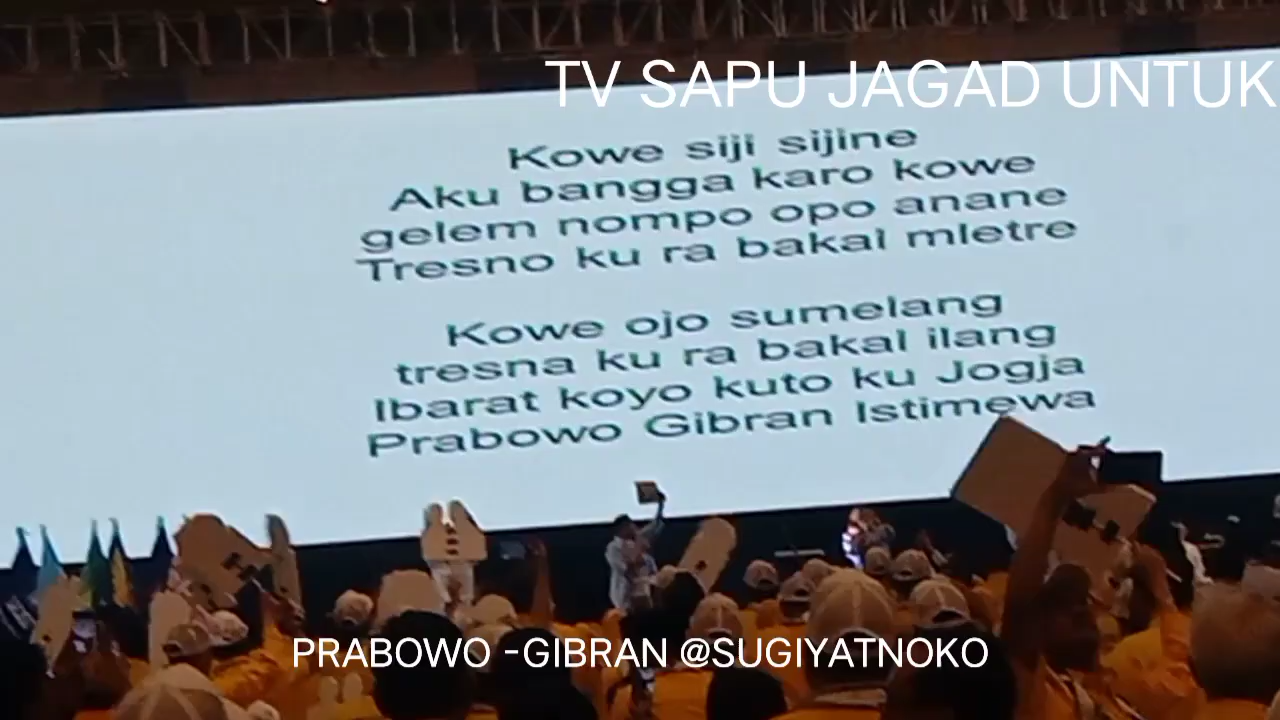 TV SAPU JAGAD UNTUK
Kowe siji sijine
Aku bangga karo kowe
gelem nompo opo anane
Tresno ku ra bakal mletre
Kowe ojo sumelang
tresna ku ra bakal ilang
Ibarat koyo kuto ku Jogja
Prabowo Gibran Istimewa
PRABOWO -GIBRAN @SUGIYATNOKO